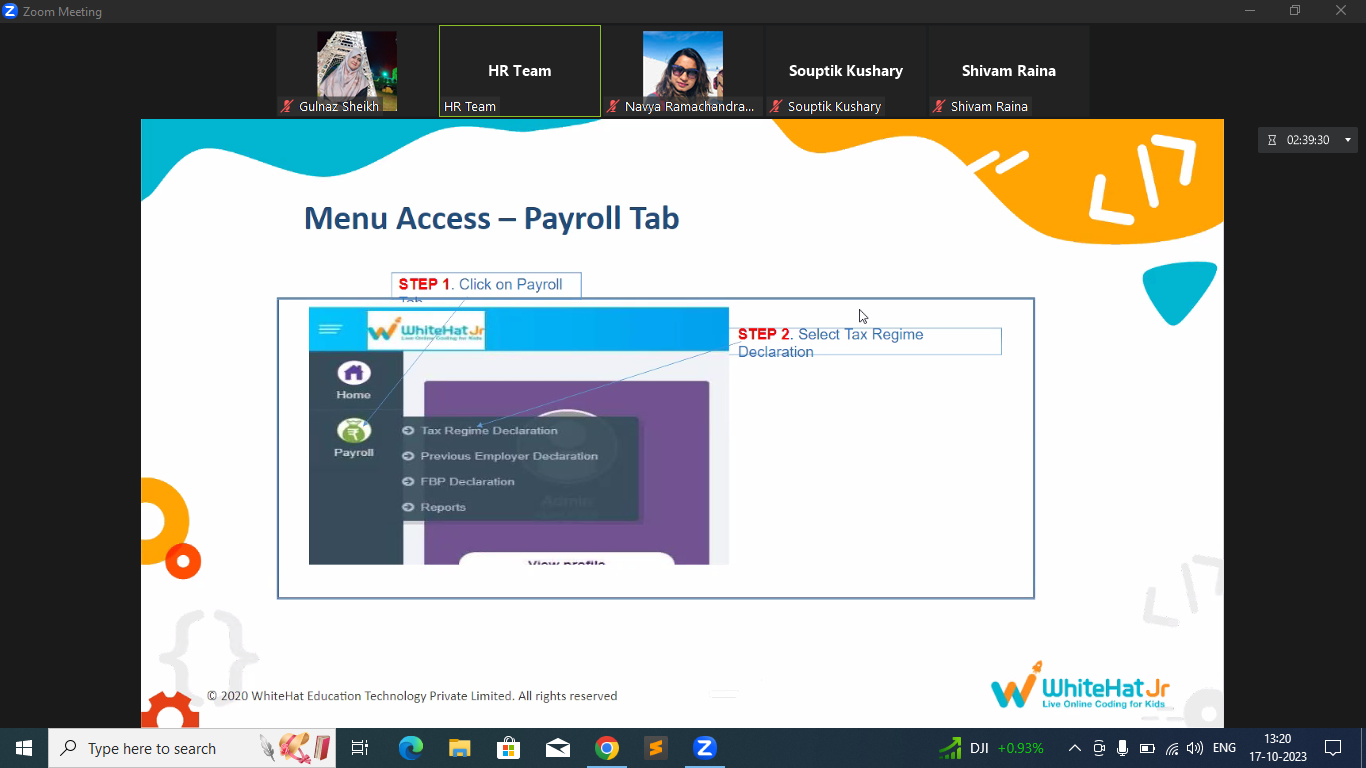 Zoom Meeting
HR Team
Souptik Kushary
Shivam Raina
Gulnaz Sheikh
HR Team
Navya Ramachandra...
Souptik Kushary
Shivam Raina
02:39:30
Menu Access – Payroll Tab
STEP 1. Click on Payroll
Tab
WhiteHat Jr
Live Online Coding for Kids
STEP 2. Select Tax Regime
Declaration
Home
Payroll
Tax Regime Declaration
Previous Employer Declaration
FBP Declaration
Reports
Admin
View profile
© 2020 WhiteHat Education Technology Private Limited. All rights reserved
WhiteHat Jr
Live Online Coding for Kids
Type here to search
DJI +0.93%
ENG
13:20
17-10-2023